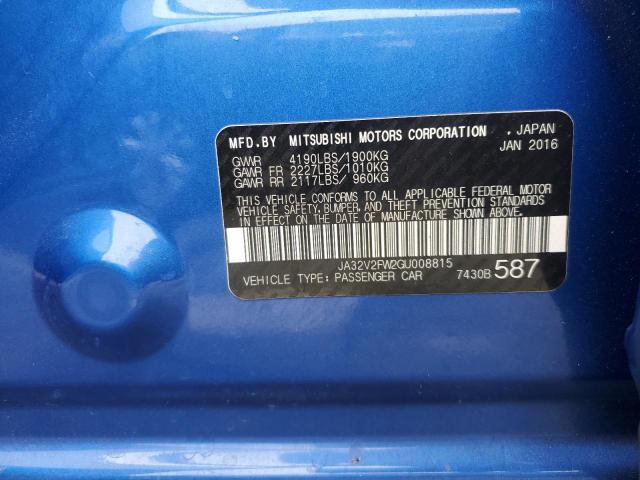 MFD.BY MITSUBISHI MOTORS CORPORATION . JAPAN
JAN 2016
GVWR 4190LBS/1900KG
GAWR FR 2227LBS/1010KG
GAWR RR 2117LBS/ 960KG
THIS VEHICLE CONFORMS TO ALL APPLICABLE FEDERAL MOTOR
VEHICLE SAFETY,BUMPER, AND THEFT PREVENTION STANDARDS
IN EFFECT ON THE DATE OF MANUFACTURE SHOWN ABOVE.
JA32V2FW2GU008815
VEHICLE TYPE: PASSENGER CAR 7430B 587